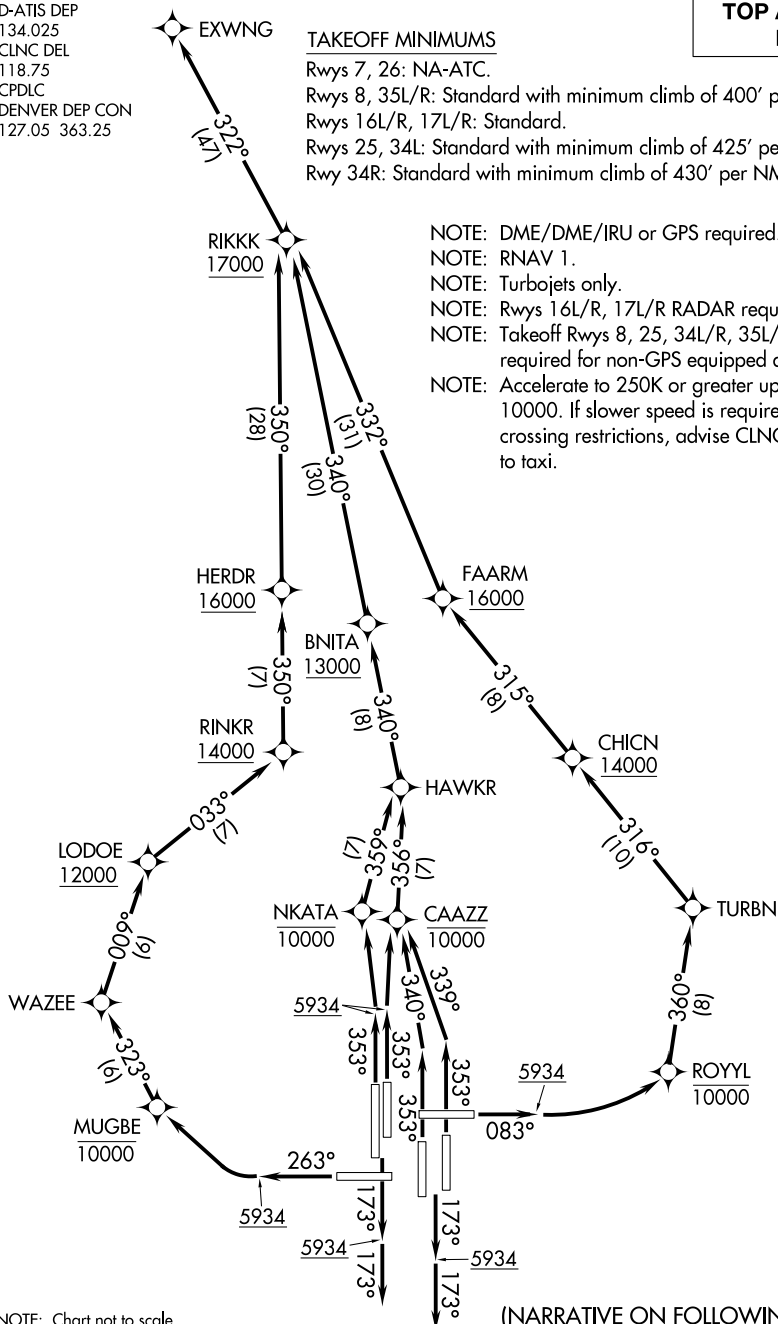 D-ATIS DEP
134.025
CLNC DEL
118.75
CPDLC
DENVER DEP CON
127.05 363.25
EXWNG
TOP A
TAKEOFF MINIMUMS
Rwys 7, 26: NA-ATC.
Rwys 8, 35L/R: Standard with minimum climb of 400' p
Rwys 16L/R, 17L/R: Standard.
Rwys 25, 34L: Standard with minimum climb of 425' pe
Rwy 34R: Standard with minimum climb of 430' per NM
322°
(47)
RIKKK
17000
NOTE: DME/DME/IRU or GPS required.
NOTE: RNAV 1.
NOTE: Turbojets only.
NOTE: Rwys 16L/R, 17L/R RADAR requ
NOTE: Takeoff Rwys 8, 25, 34L/R, 35L/
required for non-GPS equipped
NOTE: Accelerate to 250K or greater up
10000. If slower speed is require
crossing restrictions, advise CLNC
to taxi.
350°
(28)
340°
(30)
332°
(31)
HERDR
16000
BNITA
13000
FAARM
16000
350°
(7)
340°
(8)
315°
(8)
RINKR
14000
CHICN
14000
HAWKR
033°
(7)
316°
(10)
LODOE
12000
359°
(7)
356°
(7)
NKATA
10000
CAAZZ
10000
TURBN
009°
(6)
WAZEE
340°
339°
360°
(8)
5934
353°
353°
353°
353°
323°
(6)
ROYYL
10000
5934
083°
MUGBE
10000
263°
5934
173°
173°
5934
5934
173°
173°
NOTE: Chart not to scale
(NARRATIVE ON FOLLOWIN